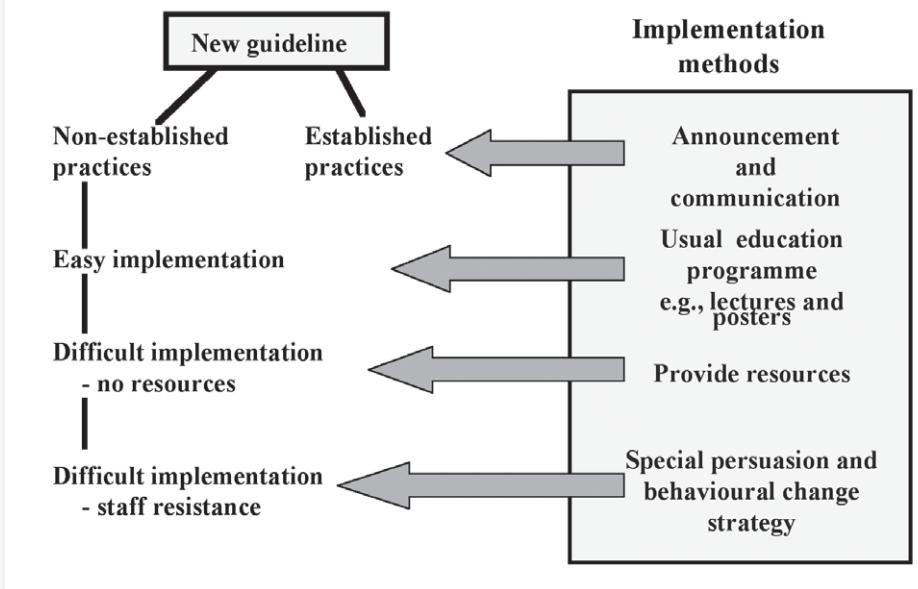 New guideline
Implementation
methods
Non-established
practices
Established
practices
Announcement
and
communication
Easy implementation
Usual education
programme
e.g., lectures and
posters
Difficult implementation
- no resources
Provide resources
Difficult implementation
- staff resistance
Special persuasion and
behavioural change
strategy